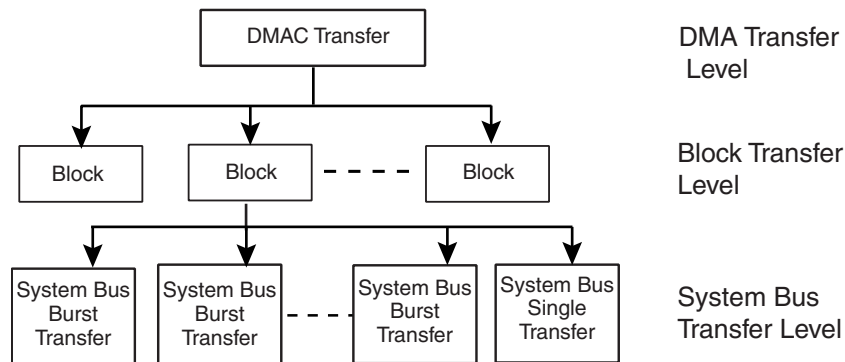 DMAC Transfer
DMA Transfer
Level
Block
Block
Block
Block Transfer
Level
System Bus
Burst
Transfer
System Bus
Burst
Transfer
System Bus
Burst
Transfer
System Bus
Single
Transfer
System Bus
Transfer Level